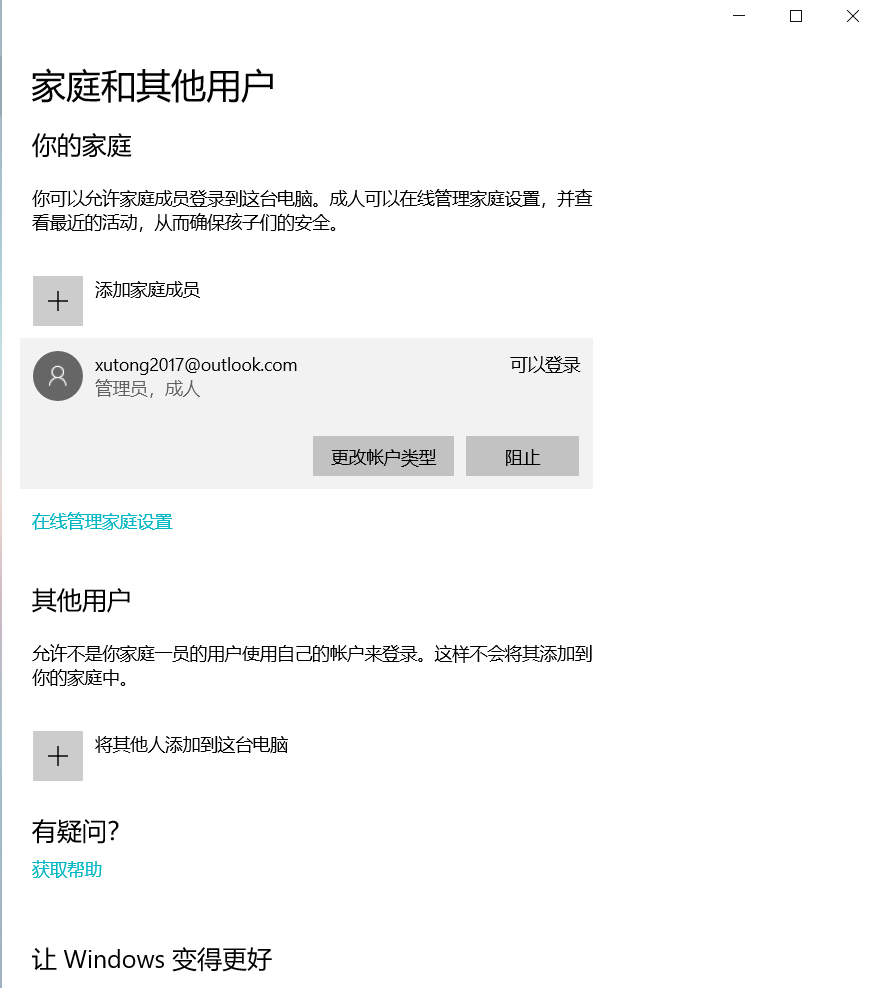 家庭和其他用户
你的家庭
你可以允许家庭成员登录到这台电脑。成人可以在线管理家庭设置，并查
看最近的活动，从而确保孩子们的安全。
添加家庭成员
xutong2017@outlook.com 可以登录
管理员，成人
更改帐户类型 阻止
在线管理家庭设置
其他用户
允许不是你家庭一员的用户使用自己的帐户来登录。这样不会将其添加到
你的家庭中。
将其他人添加到这台电脑
有疑问？
获取帮助
让 Windows 变得更好